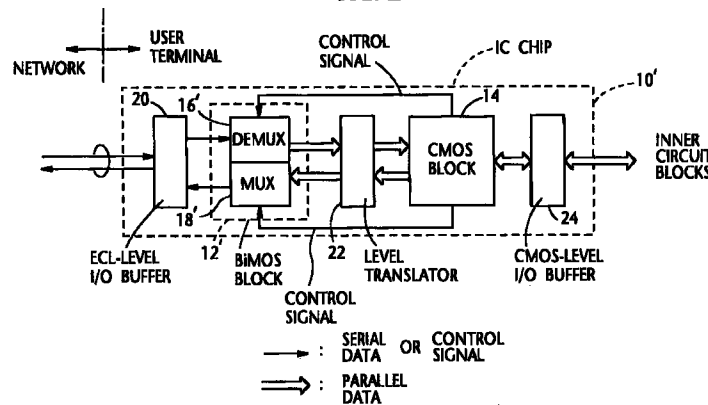 USER
TERMINAL
NETWORK
CONTROL
SIGNAL
IC CHIP
20
16'
14
10'
DEMUX
MUX
CMOS
BLOCK
INNER
CIRCUIT
BLOCKS
18'
12
22
24
ECL-LEVEL
I/O BUFFER
BiMOS
BLOCK
LEVEL
TRANSLATOR
CMOS-LEVEL
I/O BUFFER
CONTROL
SIGNAL
: SERIAL DATA OR CONTROL SIGNAL
: PARALLEL DATA